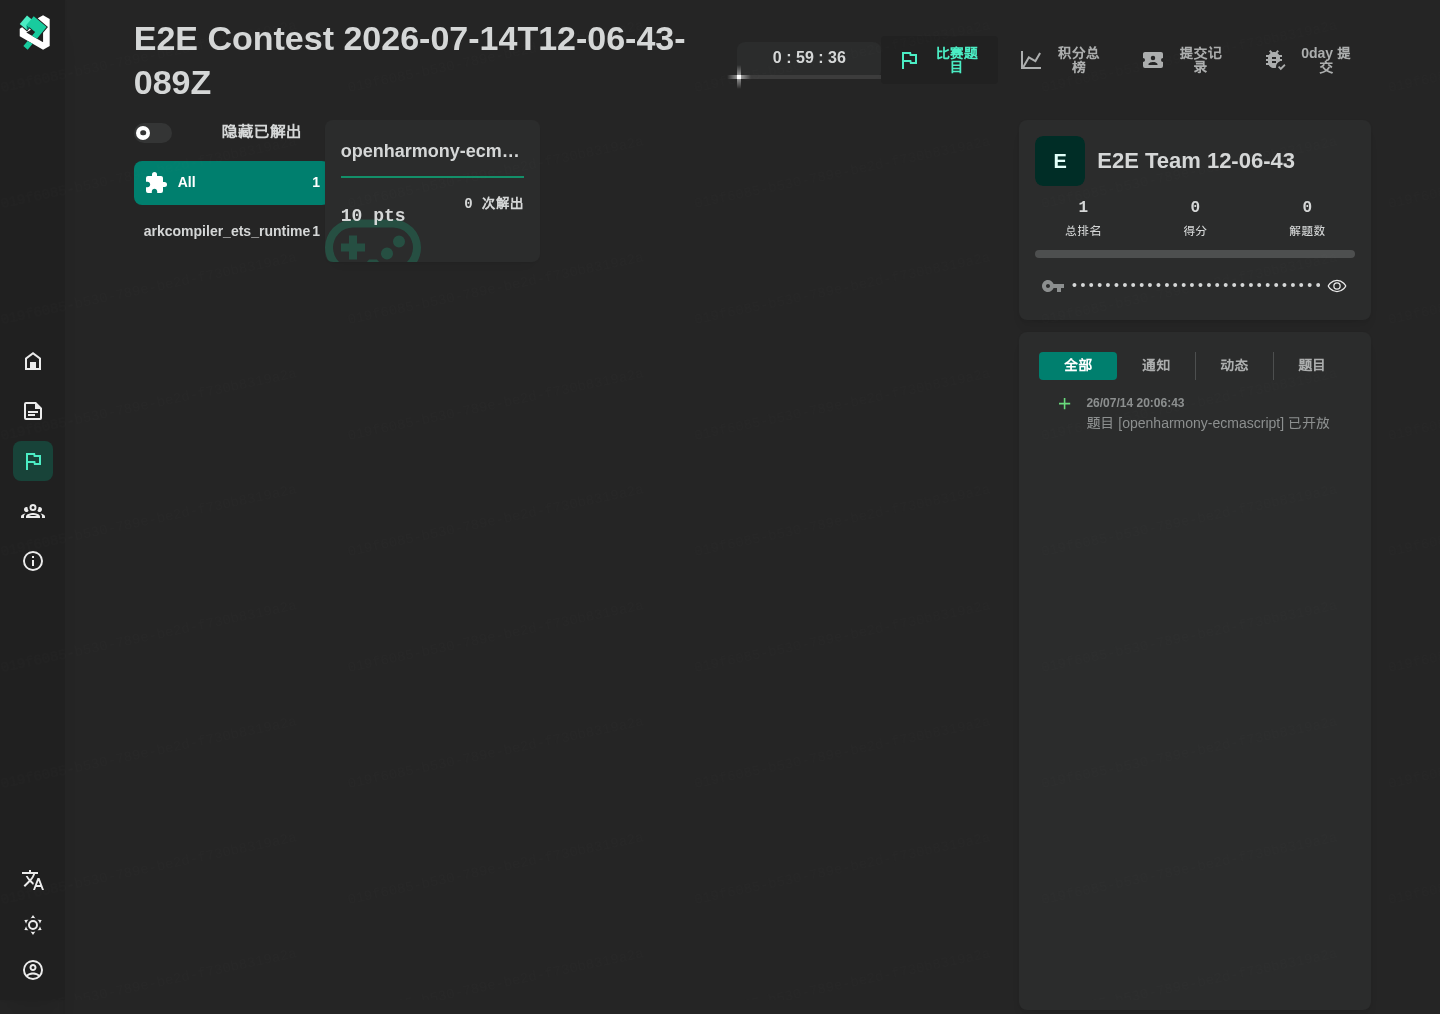 E2E Contest 2026-07-14T12-06-43-
089Z
0 : 59 : 36
比赛题
目
积分总
榜
提交记
录
0day 提
交
隐藏已解出
All 1
arkcompiler_ets_runtime 1
openharmony-ecm...
0 次解出
10 pts
E
E2E Team 12-06-43
1 0 0
总排名 得分 解题数
全部 通知 动态 题目
26/07/14 20:06:43
题目 [openharmony-ecmascript] 已开放